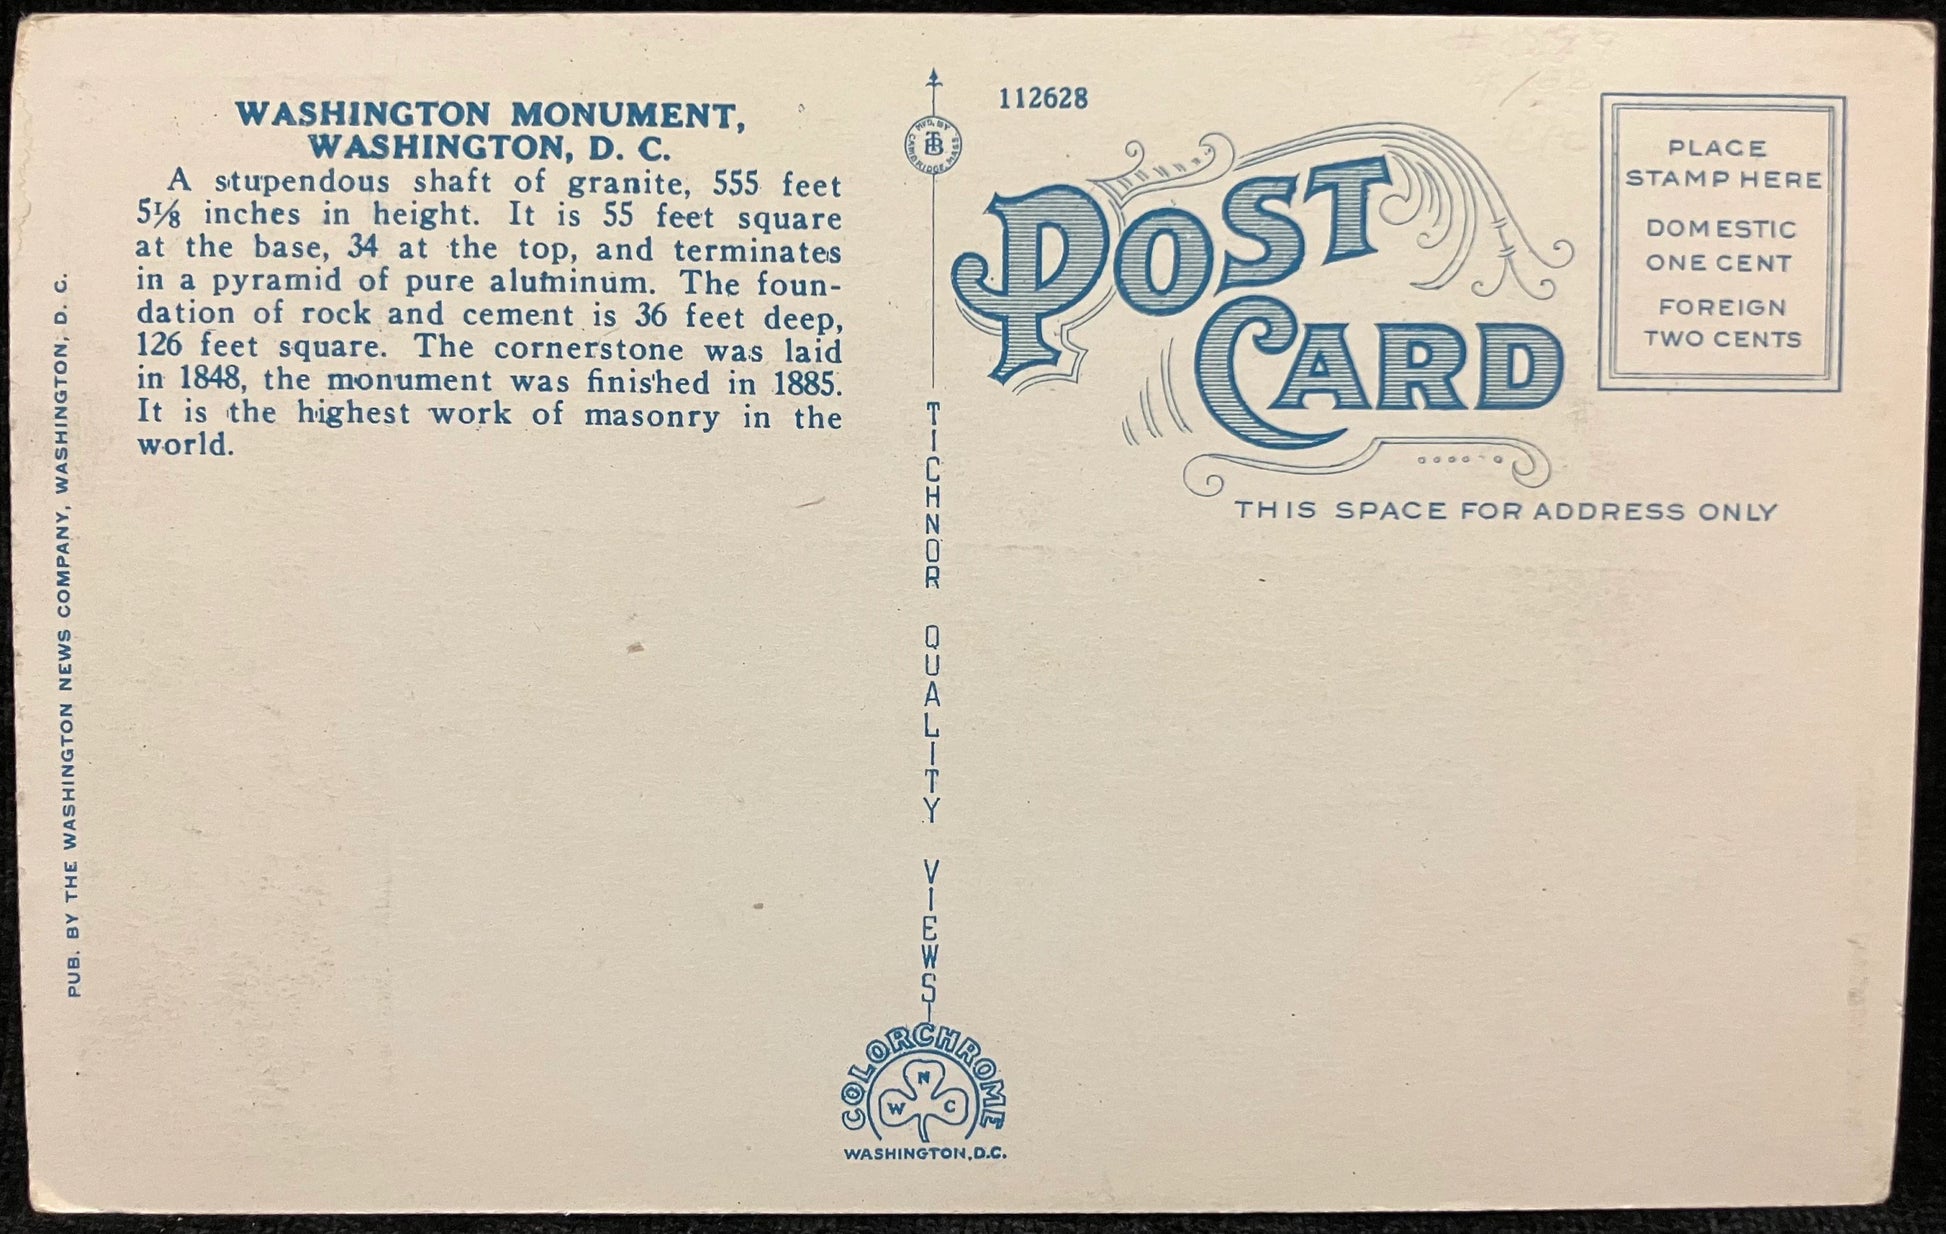 WASHINGTON MONUMENT,
WASHINGTON, D. C.
A stupendous shaft of granite, 555 feet
5⅛ inches in height. It is 55 feet square
at the base, 34 at the top, and terminates
in a pyramid of pure aluminum. The foun-
dation of rock and cement is 36 feet deep,
126 feet square. The cornerstone was laid
in 1848, the monument was finished in 1885.
It is the highest work of masonry in the
world.
PUB. BY THE WASHINGTON NEWS COMPANY, WASHINGTON, D. C.
MFD. BY
TB
CAMBRIDGE, MASS.
TICHNOR QUALITY VIEWS
COLORCHROME
N
W C
WASHINGTON, D.C.
112628
POST
CARD
PLACE
STAMP HERE
DOMESTIC
ONE CENT
FOREIGN
TWO CENTS
THIS SPACE FOR ADDRESS ONLY